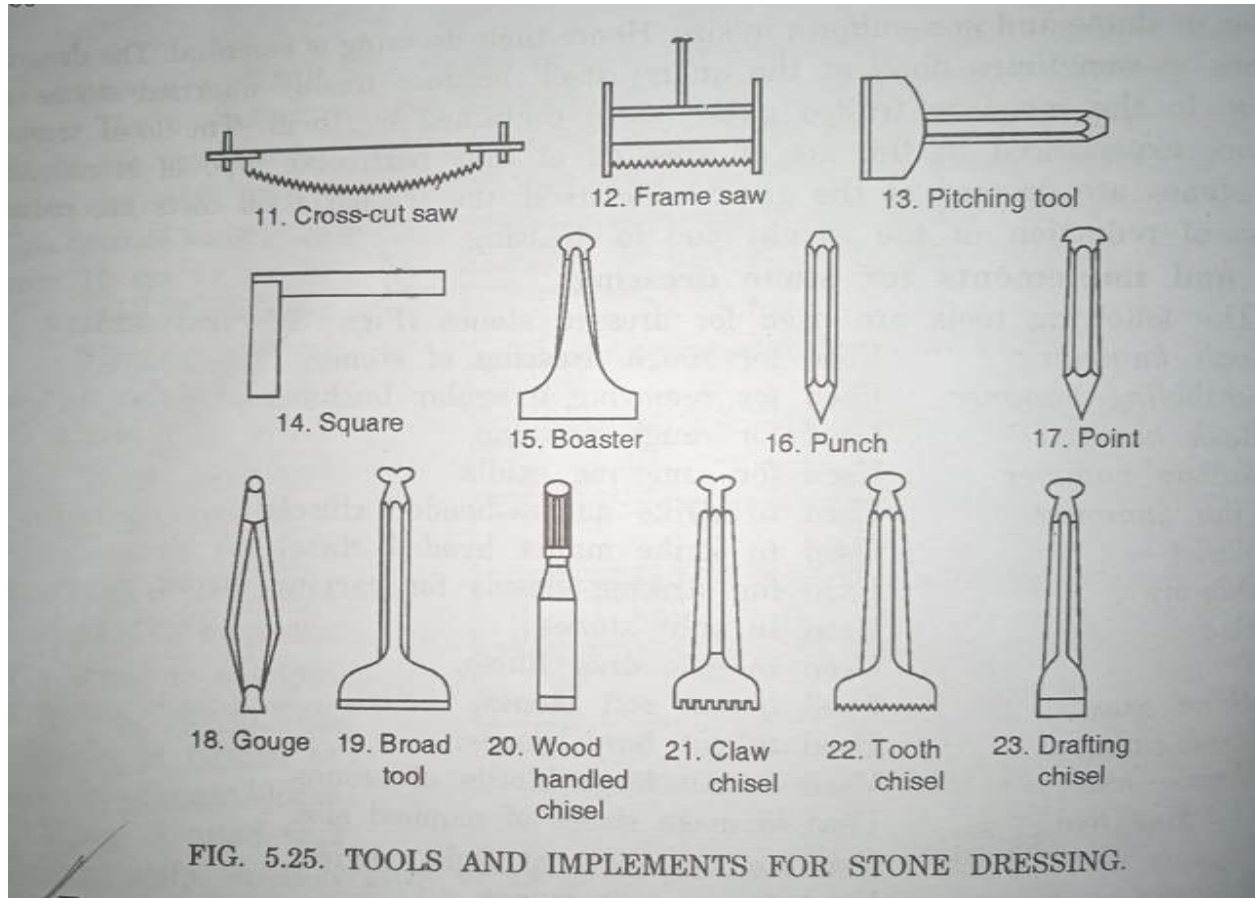 11. Cross-cut saw
12. Frame saw
13. Pitching tool
14. Square
15. Boaster
16. Punch
17. Point
18. Gouge
19. Broad
tool
20. Wood
handled
chisel
21. Claw
chisel
22. Tooth
chisel
23. Drafting
chisel
FIG. 5.25. TOOLS AND IMPLEMENTS FOR STONE DRESSING.